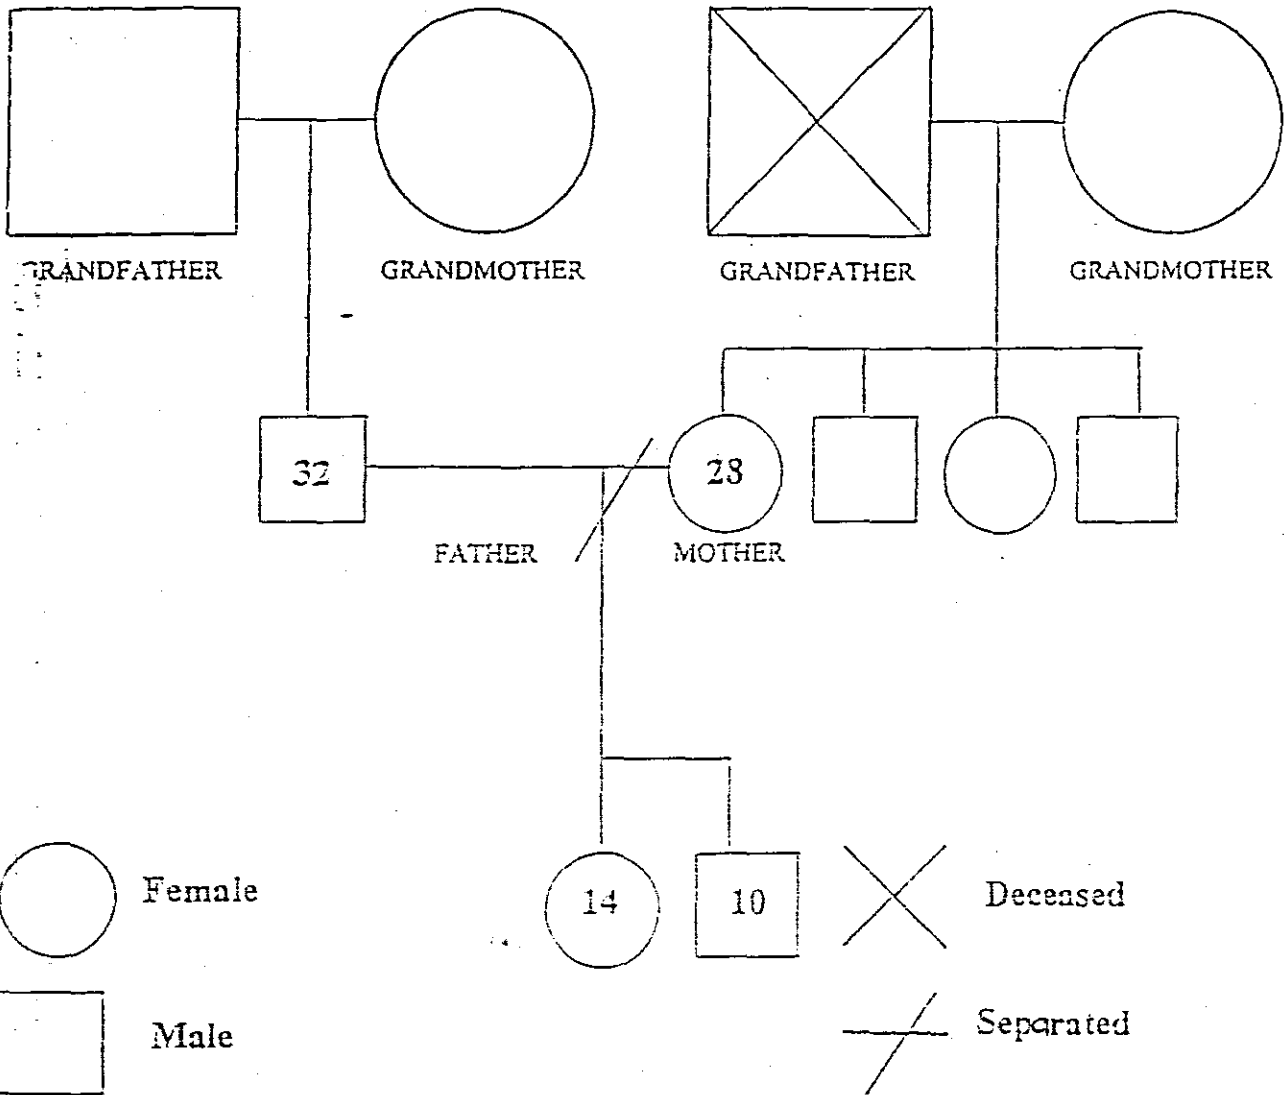 GRANDFATHER GRANDMOTHER GRANDFATHER GRANDMOTHER
32 28
FATHER MOTHER
14 10
Female Deceased
Male Separated